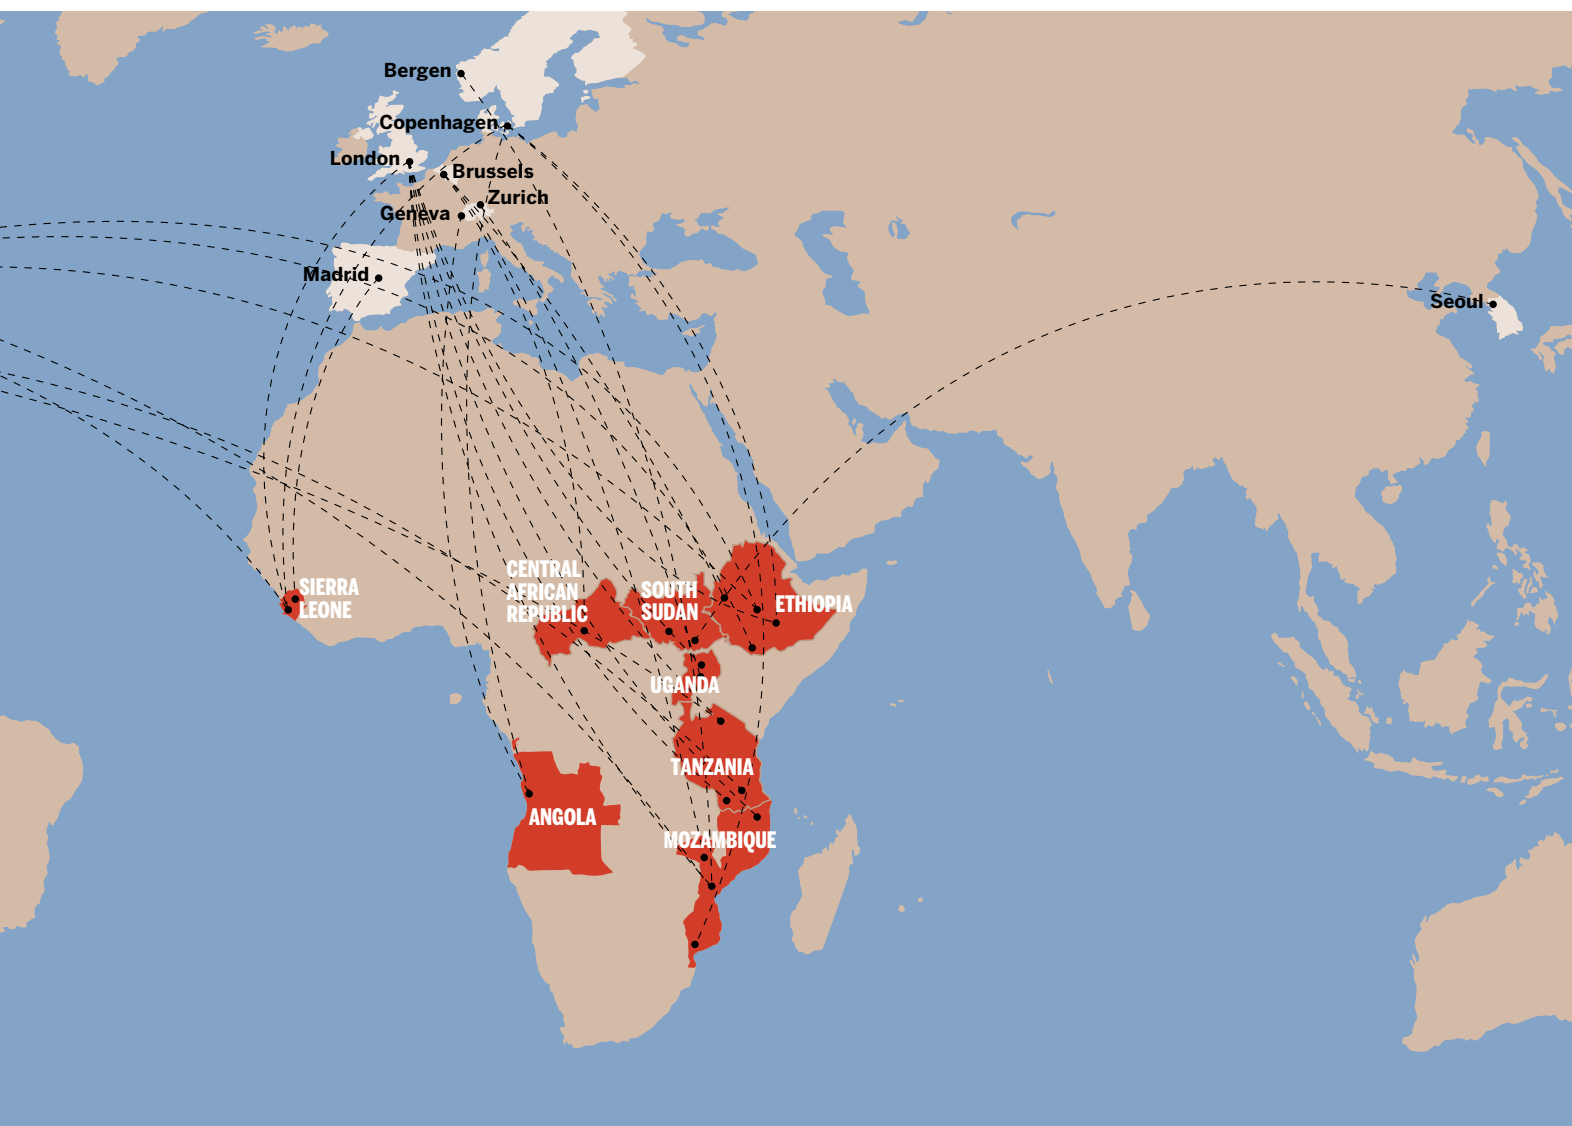 Bergen
Copenhagen
London
Brussels
Zurich
Geneva
Madrid
Seoul
CENTRAL
AFRICAN
REPUBLIC
SIERRA
LEONE
SOUTH
SUDAN
ETHIOPIA
UGANDA
TANZANIA
ANGOLA
MOZAMBIQUE